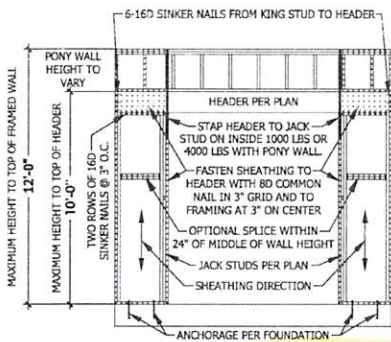 6-16D SINKER NAILS FROM KING STUD TO HEADER
PONY WALL
HEIGHT TO
VARY
HEADER PER PLAN
STAP HEADER TO JACK
STUD ON INSIDE 1000 LBS OR
4000 LBS WITH PONY WALL.
FASTEN SHEATHING TO
HEADER WITH 8D COMMON
NAIL IN 3" GRID AND TO
FRAMING AT 3" ON CENTER
OPTIONAL SPLICE WITHIN
24" OF MIDDLE OF WALL HEIGHT
JACK STUDS PER PLAN
SHEATHING DIRECTION
ANCHORAGE PER FOUNDATION
MAXIMUM HEIGHT TO TOP OF FRAMED WALL
12'-0"
MAXIMUM HEIGHT TO TOP OF HEADER
10'-0"
TWO ROWS OF 16D
SINKER NAILS @ 3" O.C.